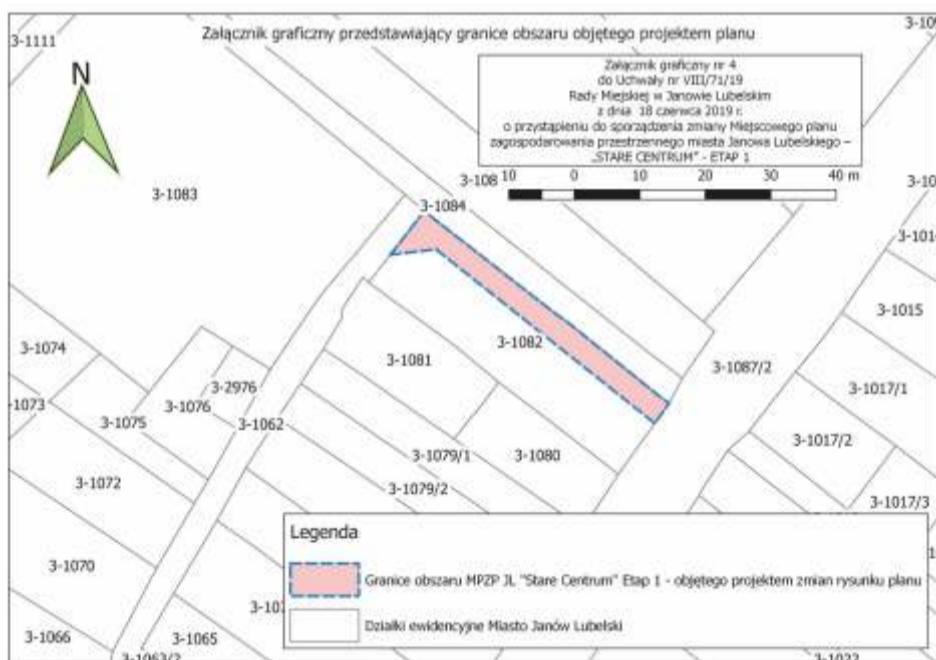 Załącznik graficzny przedstawiający granice obszaru objętego projektem planu
Załącznik graficzny nr 4
do Uchwały nr VIII/71/19
Rady Miejskiej w Janowie Lubelskim
z dnia 18 czerwca 2019 r.
o przystąpieniu do sporządzenia zmiany Miejscowego planu
zagospodarowania przestrzennego miasta Janowa Lubelskiego –
„STARE CENTRUM" - ETAP 1
10 0 10 20 30 40 m
N
3-1111
3-1083
3-108
3-1084
3-1015
3-1074
3-1082
3-1081
3-1087/2
3-2976
3-1017/1
3-1073
3-1076
3-1075
3-1062
3-1017/2
3-1079/1
3-1080
3-1072
3-1079/2
3-1017/3
3-1070
3-1066
3-1065
3-1063/2
3-1022
Legenda
Granice obszaru MPZP JL "Stare Centrum" Etap 1 - objętego projektem zmian rysunku planu
Działki ewidencyjne Miasto Janów Lubelski